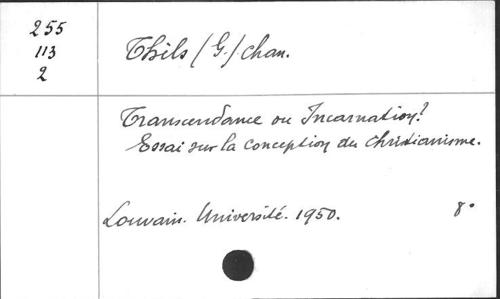 255
113
2
Thils (G.) chan.
Transcendance ou Incarnation?
Essai sur la conception du christianisme.
Louvain. Université. 1950. 8°